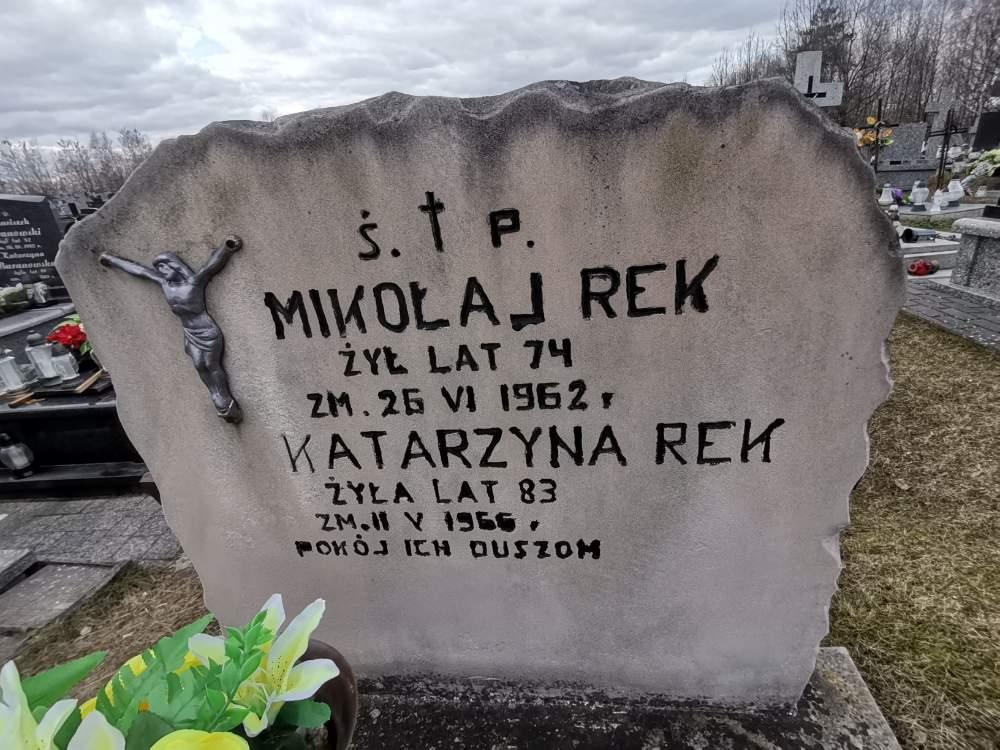 Ś. † P.
MIKOŁAJ REK
ŻYŁ LAT 74
ZM. 26 VI 1962 r
KATARZYNA REK
ŻYŁA LAT 83
ZM. 11 V 1966 r
POKÓJ ICH DUSZOM